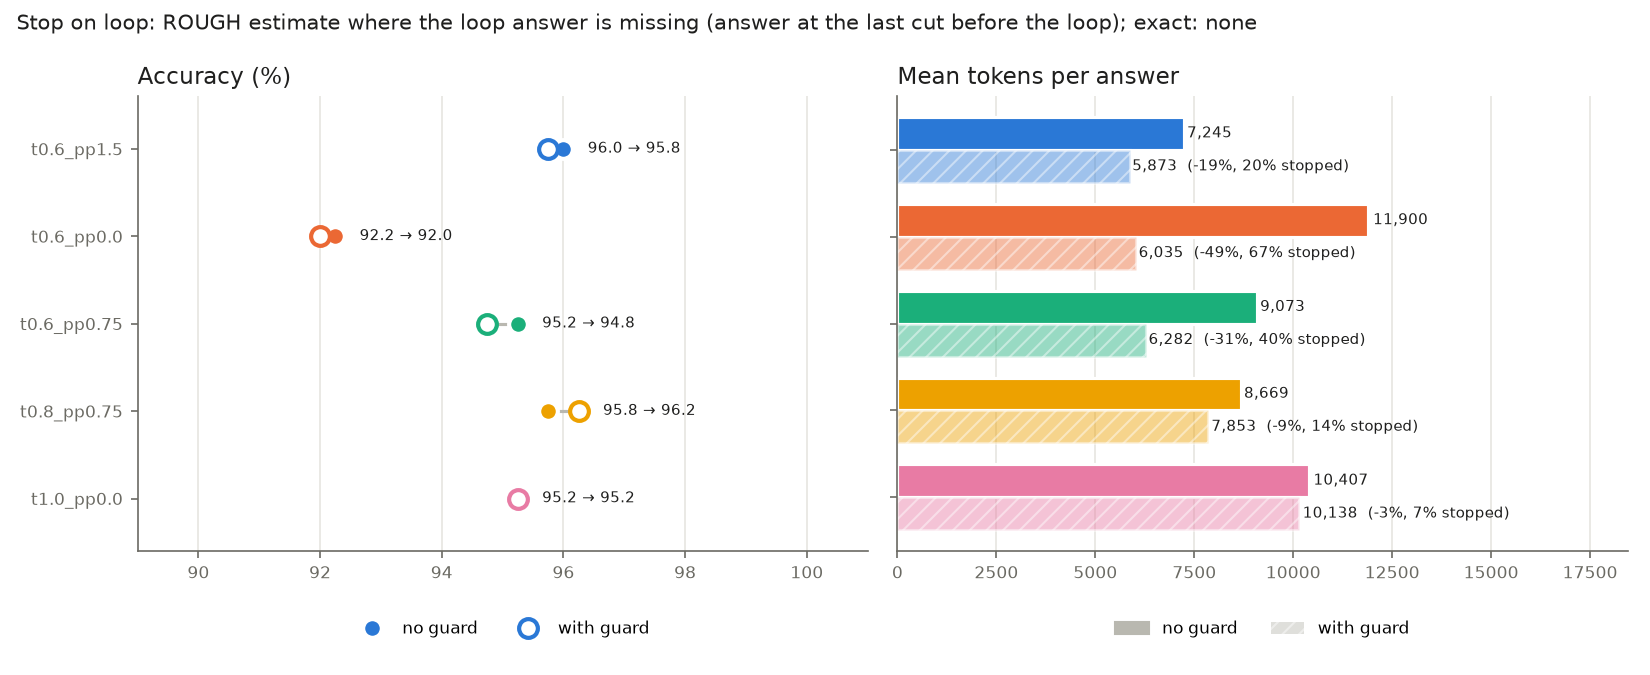 Stop on loop: ROUGH estimate where the loop answer is missing (answer at the last cut before the loop); exact: none
Accuracy (%)
t0.6_pp1.5
96.0 → 95.8
t0.6_pp0.0
92.2 → 92.0
t0.6_pp0.75
95.2 → 94.8
t0.8_pp0.75
95.8 → 96.2
t1.0_pp0.0
95.2 → 95.2
90 92 94 96 98 100
no guard with guard
Mean tokens per answer
7,245
5,873 (-19%, 20% stopped)
11,900
6,035 (-49%, 67% stopped)
9,073
6,282 (-31%, 40% stopped)
8,669
7,853 (-9%, 14% stopped)
10,407
10,138 (-3%, 7% stopped)
0 2500 5000 7500 10000 12500 15000 17500
no guard with guard